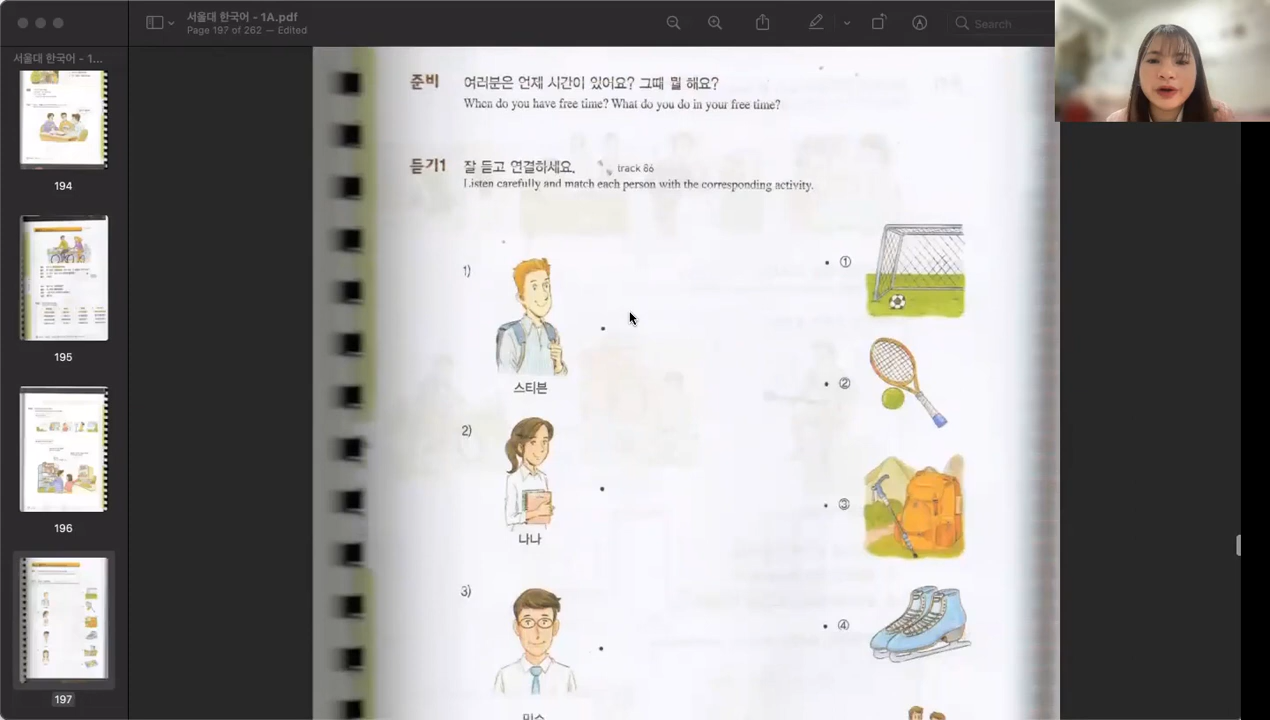 서울대 한국어 - 1A.pdf
Page 197 of 262 — Edited
Search
서울대 한국어 - 1...
194
195
196
197
준비 여러분은 언제 시간이 있어요? 그때 뭘 해요?
When do you have free time? What do you do in your free time?
듣기1 잘 듣고 연결하세요. track 86
Listen carefully and match each person with the corresponding activity.
1)
스티븐
2)
나나
3)
①
②
③
④